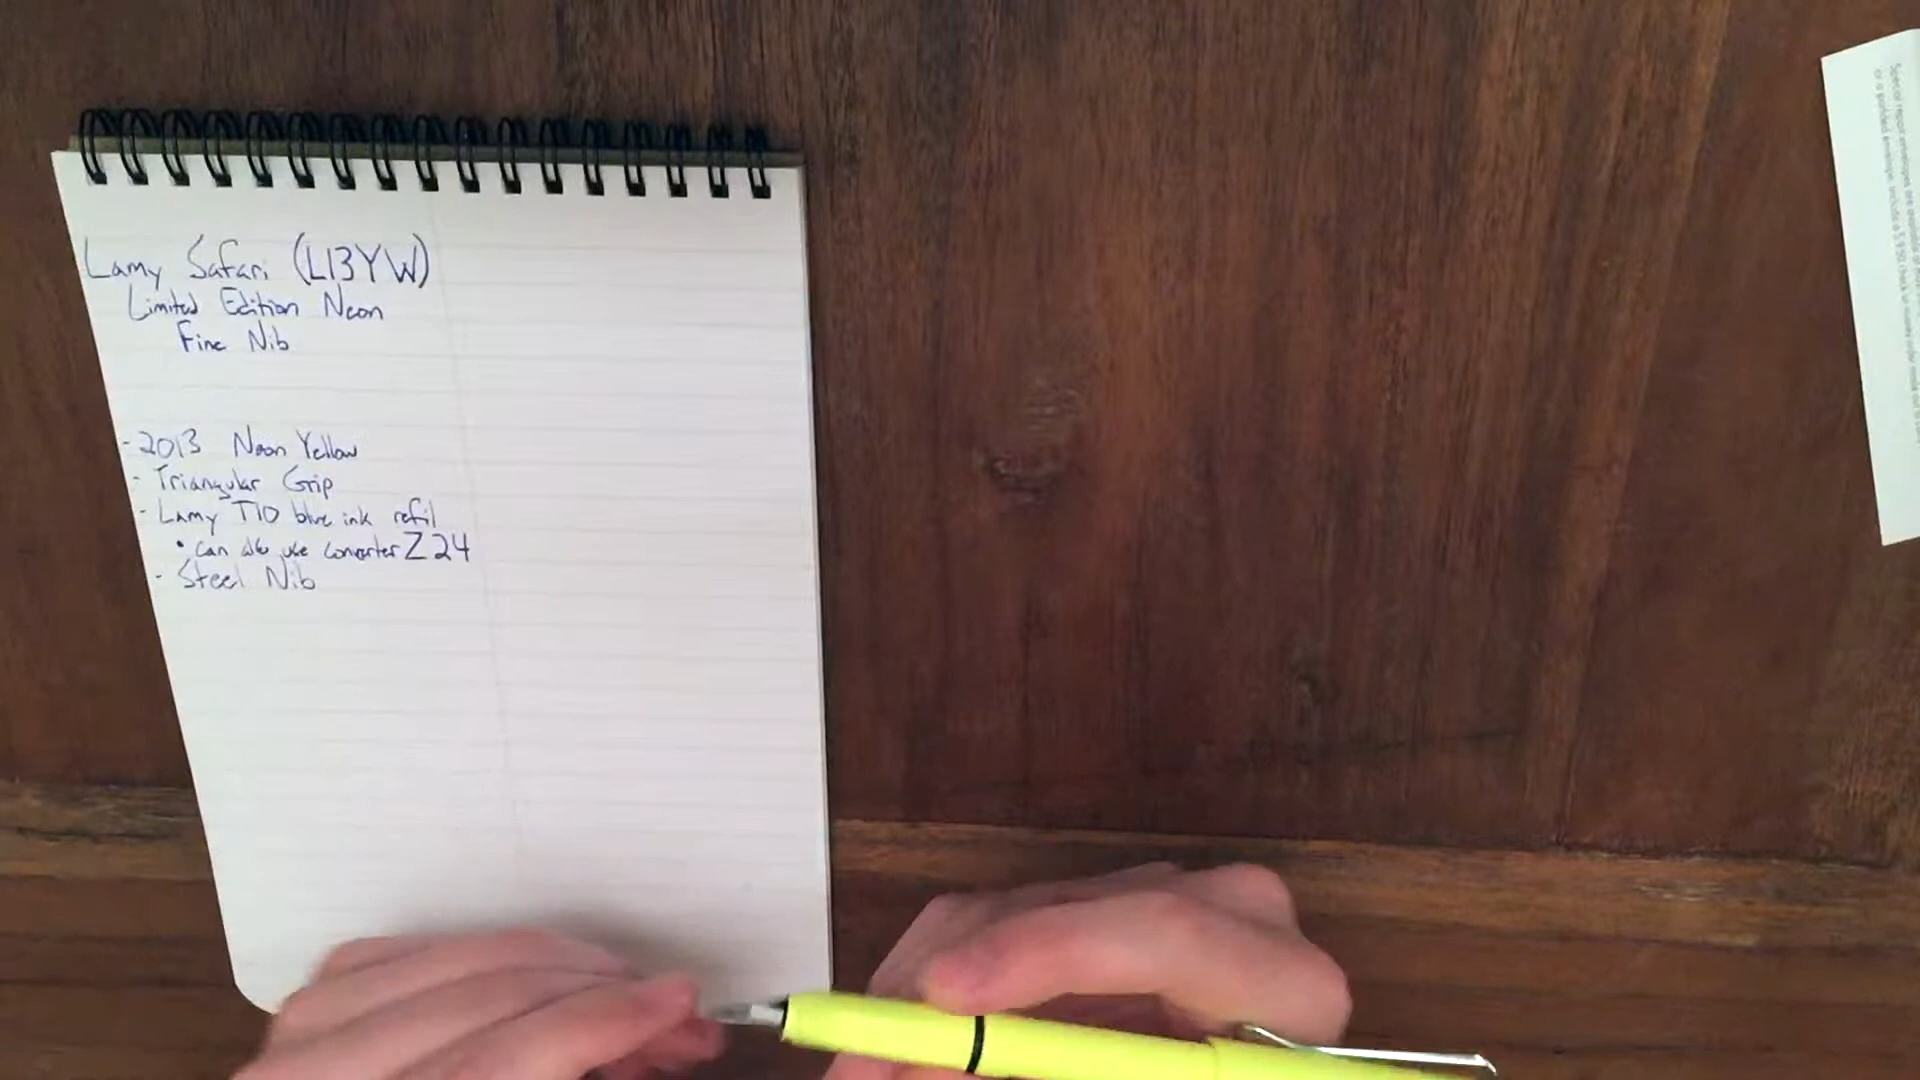 Lamy Safari (L13YW)
Limited Edition Neon
Fine Nib
- 2013 Neon Yellow
- Triangular Grip
- Lamy T10 blue ink refil
• can also use converter Z24
- Steel Nib